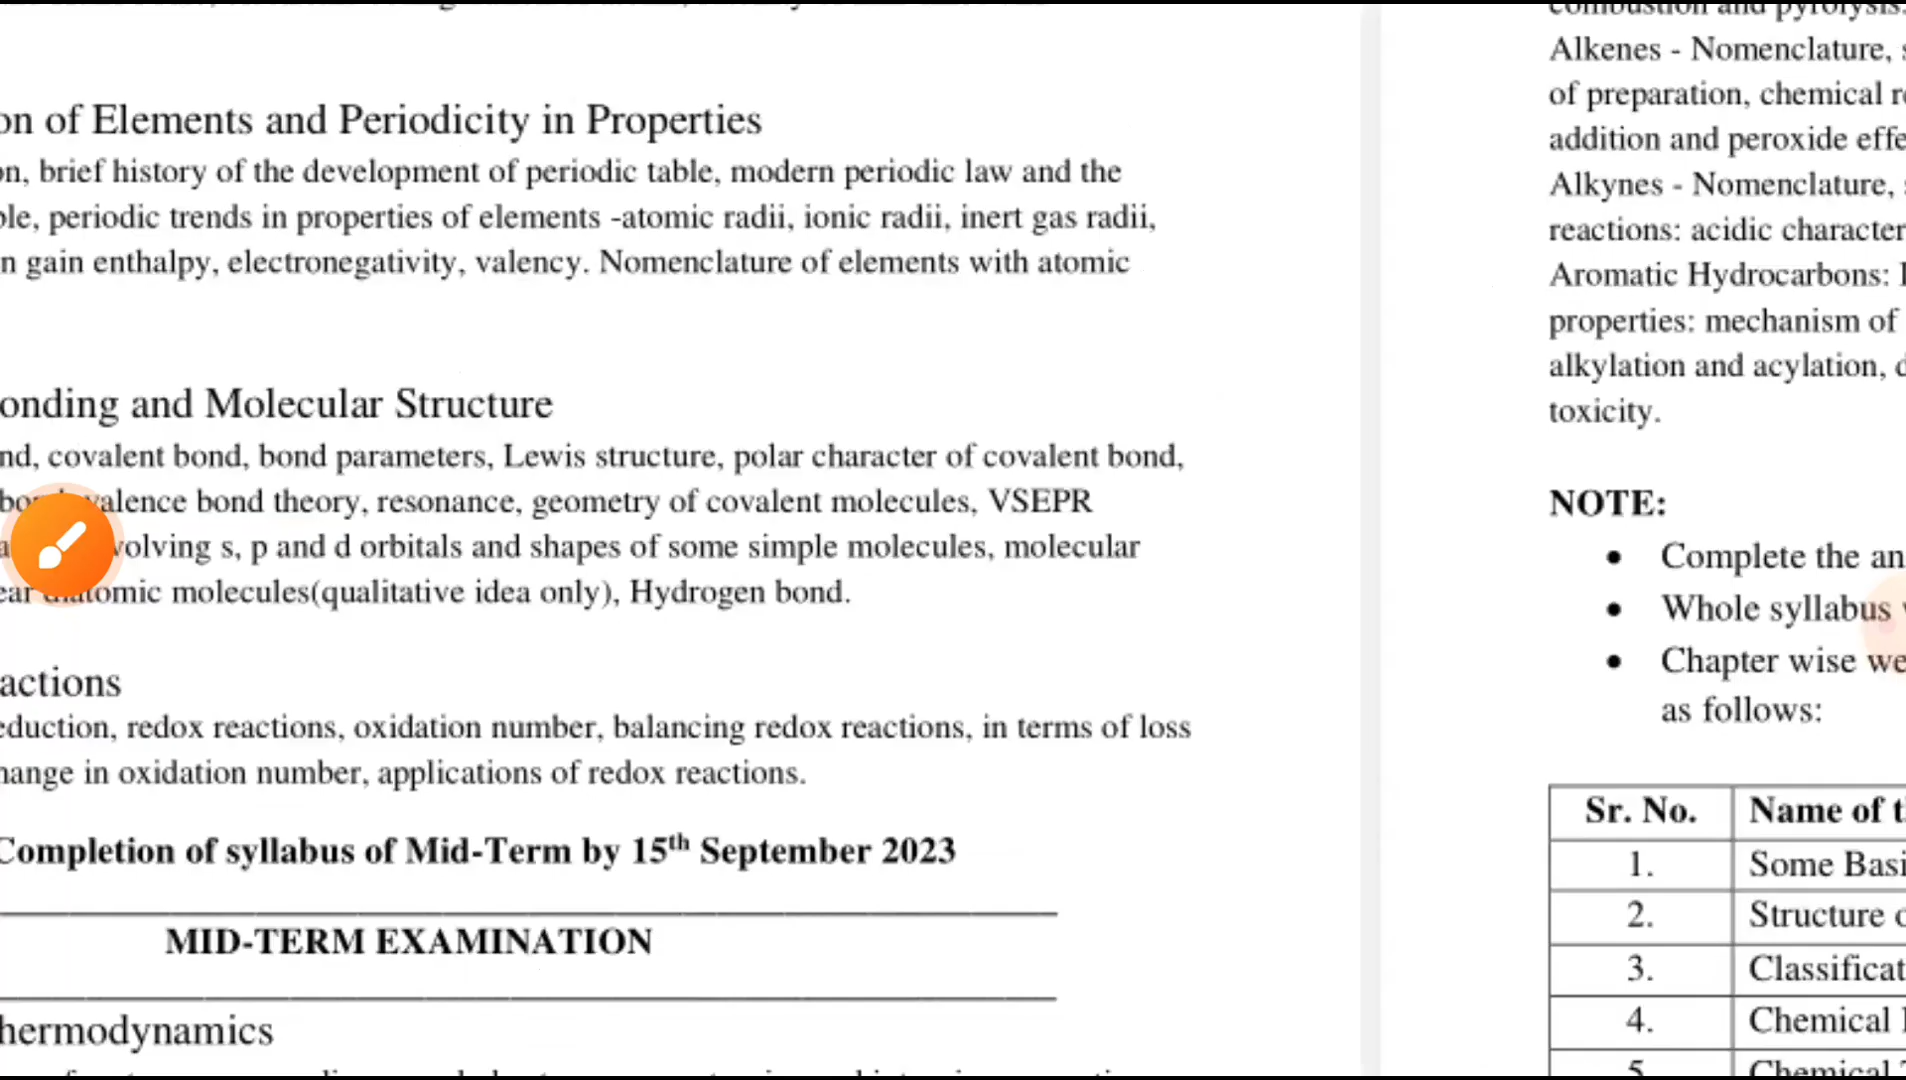 on of Elements and Periodicity in Properties
on, brief history of the development of periodic table, modern periodic law and the
ble, periodic trends in properties of elements -atomic radii, ionic radii, inert gas radii,
n gain enthalpy, electronegativity, valency. Nomenclature of elements with atomic
onding and Molecular Structure
nd, covalent bond, bond parameters, Lewis structure, polar character of covalent bond,
valence bond theory, resonance, geometry of covalent molecules, VSEPR
volving s, p and d orbitals and shapes of some simple molecules, molecular
molecules(qualitative idea only), Hydrogen bond.
actions
eduction, redox reactions, oxidation number, balancing redox reactions, in terms of loss
hange in oxidation number, applications of redox reactions.
Completion of syllabus of Mid-Term by 15th September 2023
MID-TERM EXAMINATION
hermodynamics
combustion and pyrolysis.
Alkenes - Nomenclature,
of preparation, chemical
addition and peroxide effe
Alkynes - Nomenclature,
reactions: acidic character
Aromatic Hydrocarbons:
properties: mechanism of
alkylation and acylation,
toxicity.
NOTE:
• Complete the an
• Whole syllabus
• Chapter wise we
as follows:
Sr. No. Name of t
1. Some Basi
2. Structure o
3. Classificat
4. Chemical
5. Chemical